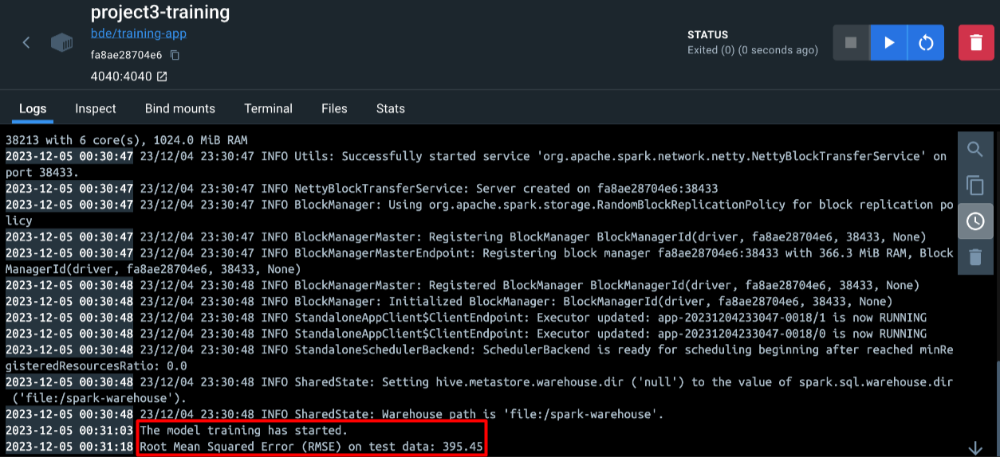 project3-training
bde/training-app
fa8ae28704e6
4040:4040
STATUS
Exited (0) (0 seconds ago)
Logs Inspect Bind mounts Terminal Files Stats
38213 with 6 core(s), 1024.0 MiB RAM
2023-12-05 00:30:47 23/12/04 23:30:47 INFO Utils: Successfully started service 'org.apache.spark.network.netty.NettyBlockTransferService' on
port 38433.
2023-12-05 00:30:47 23/12/04 23:30:47 INFO NettyBlockTransferService: Server created on fa8ae28704e6:38433
2023-12-05 00:30:47 23/12/04 23:30:47 INFO BlockManager: Using org.apache.spark.storage.RandomBlockReplicationPolicy for block replication po
licy
2023-12-05 00:30:47 23/12/04 23:30:47 INFO BlockManagerMaster: Registering BlockManager BlockManagerId(driver, fa8ae28704e6, 38433, None)
2023-12-05 00:30:47 23/12/04 23:30:47 INFO BlockManagerMasterEndpoint: Registering block manager fa8ae28704e6:38433 with 366.3 MiB RAM, Block
ManagerId(driver, fa8ae28704e6, 38433, None)
2023-12-05 00:30:48 23/12/04 23:30:48 INFO BlockManagerMaster: Registered BlockManager BlockManagerId(driver, fa8ae28704e6, 38433, None)
2023-12-05 00:30:48 23/12/04 23:30:48 INFO BlockManager: Initialized BlockManager: BlockManagerId(driver, fa8ae28704e6, 38433, None)
2023-12-05 00:30:48 23/12/04 23:30:48 INFO StandaloneAppClient$ClientEndpoint: Executor updated: app-20231204233047-0018/1 is now RUNNING
2023-12-05 00:30:48 23/12/04 23:30:48 INFO StandaloneAppClient$ClientEndpoint: Executor updated: app-20231204233047-0018/0 is now RUNNING
2023-12-05 00:30:48 23/12/04 23:30:48 INFO StandaloneSchedulerBackend: SchedulerBackend is ready for scheduling beginning after reached minRe
gisteredResourcesRatio: 0.0
2023-12-05 00:30:48 23/12/04 23:30:48 INFO SharedState: Setting hive.metastore.warehouse.dir ('null') to the value of spark.sql.warehouse.dir
('file:/spark-warehouse').
2023-12-05 00:30:48 23/12/04 23:30:48 INFO SharedState: Warehouse path is 'file:/spark-warehouse'.
2023-12-05 00:31:03 The model training has started.
2023-12-05 00:31:18 Root Mean Squared Error (RMSE) on test data: 395.45